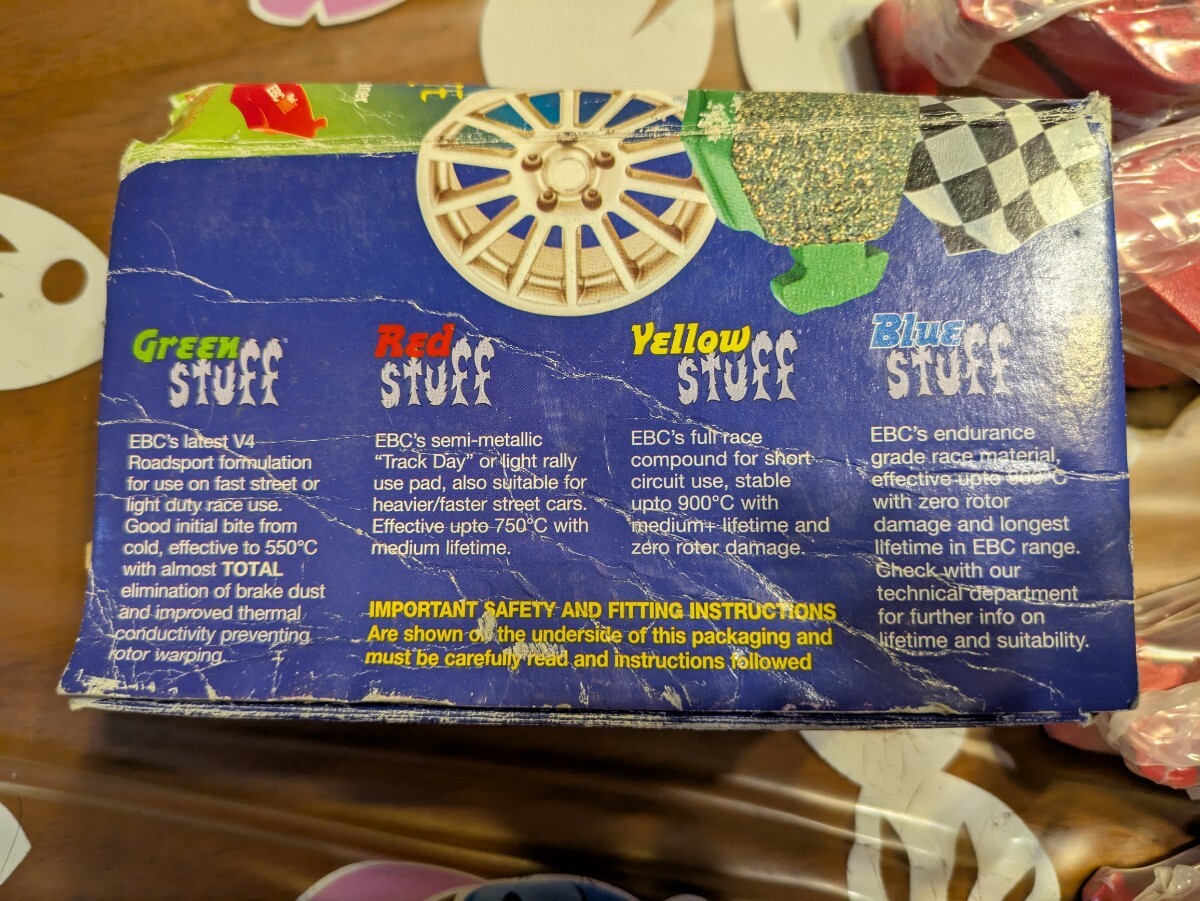 Green
Stuff
EBC's latest V4
Roadsport formulation
for use on fast street or
light duty race use.
Good initial bite from
cold, effective to 550°C
with almost TOTAL
elimination of brake dust
and improved thermal
conductivity preventing
rotor warping.
Red
Stuff
EBC's semi-metallic
“Track Day” or light rally
use pad, also suitable for
heavier/faster street cars.
Effective upto 750°C with
medium lifetime.
Yellow
Stuff
EBC's full race
compound for short
circuit use, stable
upto 900°C with
medium+ lifetime and
zero rotor damage.
Blue
Stuff
EBC's endurance
grade race material,
effective upto
with zero rotor
damage and longest
lifetime in EBC range.
Check with our
technical department
for further info on
lifetime and suitability.
IMPORTANT SAFETY AND FITTING INSTRUCTIONS
Are shown on the underside of this packaging and
must be carefully read and instructions followed